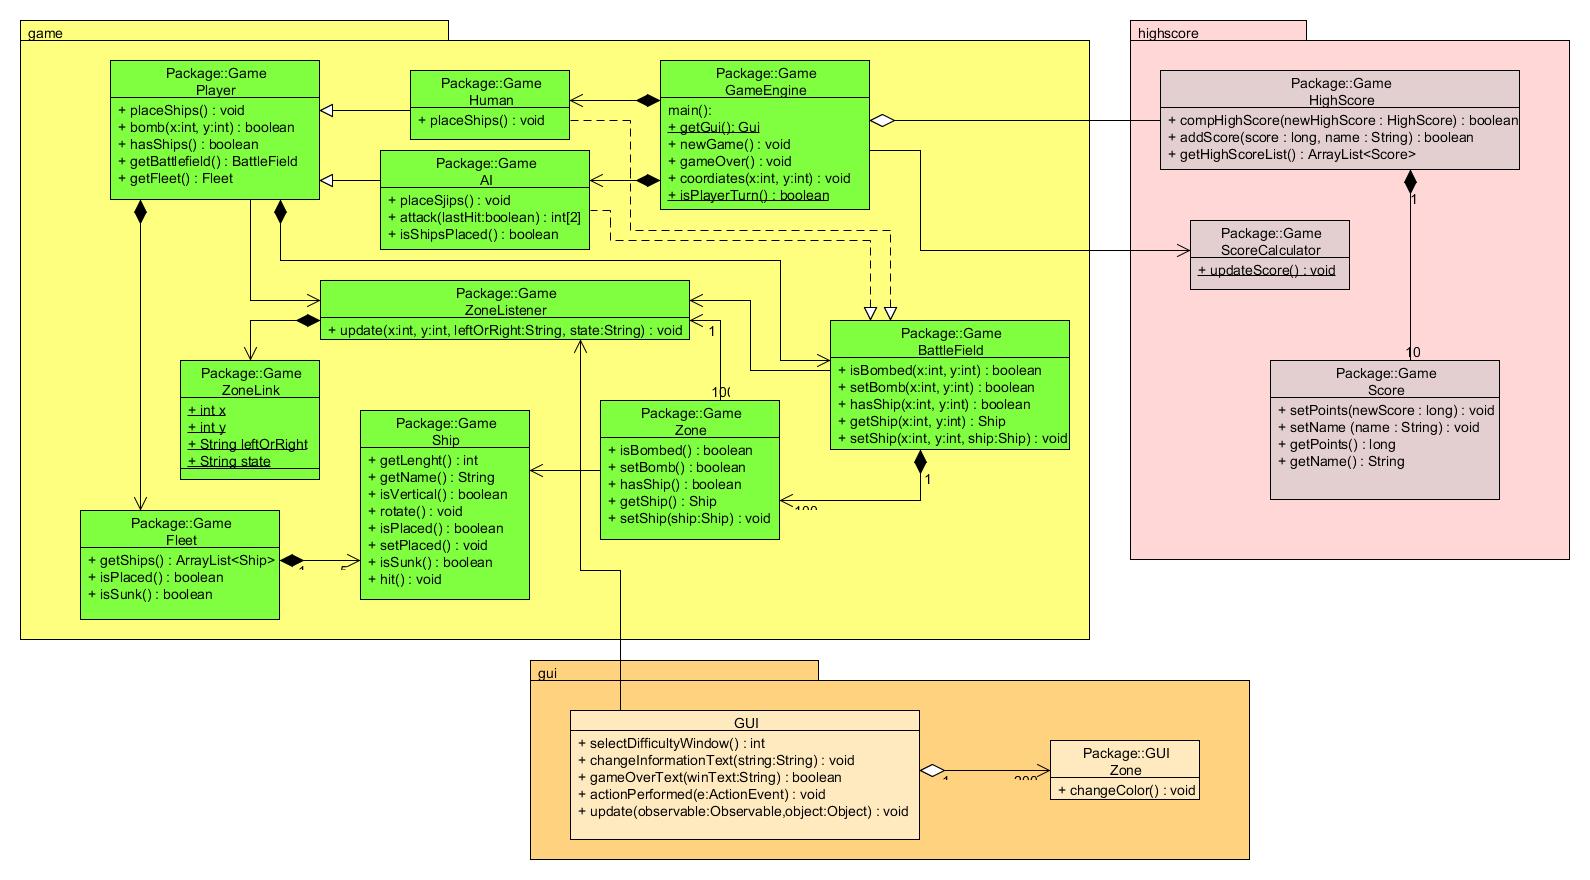 game
Package::Game
Player
+ placeShips() : void
+ bomb(x:int, y:int) : boolean
+ hasShips() : boolean
+ getBattlefield() : BattleField
+ getFleet() : Fleet
Package::Game
Human
+ placeShips() : void
Package::Game
GameEngine
main():
+ getGui(): Gui
+ newGame() : void
+ gameOver() : void
+ coordiates(x:int, y:int) : void
+ isPlayerTurn() : boolean
Package::Game
AI
+ placeSjips() : void
+ attack(lastHit:boolean) : int[2]
+ isShipsPlaced() : boolean
Package::Game
ZoneListener
+ update(x:int, y:int, leftOrRight:String, state:String) : void
1
100
Package::Game
ZoneLink
+ int x
+ int y
+ String leftOrRight
+ String state
Package::Game
Ship
+ getLenght() : int
+ getName() : String
+ isVertical() : boolean
+ rotate() : void
+ isPlaced() : boolean
+ setPlaced() : void
+ isSunk() : boolean
+ hit() : void
Package::Game
Zone
+ isBombed() : boolean
+ setBomb() : boolean
+ hasShip() : boolean
+ getShip() : Ship
+ setShip(ship:Ship) : void
Package::Game
BattleField
+ isBombed(x:int, y:int) : boolean
+ setBomb(x:int, y:int) : boolean
+ hasShip(x:int, y:int) : boolean
+ getShip(x:int, y:int) : Ship
+ setShip(x:int, y:int, ship:Ship) : void
1
100
Package::Game
Fleet
+ getShips() : ArrayList<Ship>
+ isPlaced() : boolean
+ isSunk() : boolean
1
5
highscore
Package::Game
HighScore
+ compHighScore(newHighScore : HighScore) : boolean
+ addScore(score : long, name : String) : boolean
+ getHighScoreList() : ArrayList<Score>
1
Package::Game
ScoreCalculator
+ updateScore() : void
10
Package::Game
Score
+ setPoints(newScore : long) : void
+ setName (name : String) : void
+ getPoints() : long
+ getName() : String
gui
GUI
+ selectDifficultyWindow() : int
+ changeInformationText(string:String) : void
+ gameOverText(winText:String) : boolean
+ actionPerformed(e:ActionEvent) : void
+ update(observable:Observable,object:Object) : void
1
200
Package::GUI
Zone
+ changeColor() : void